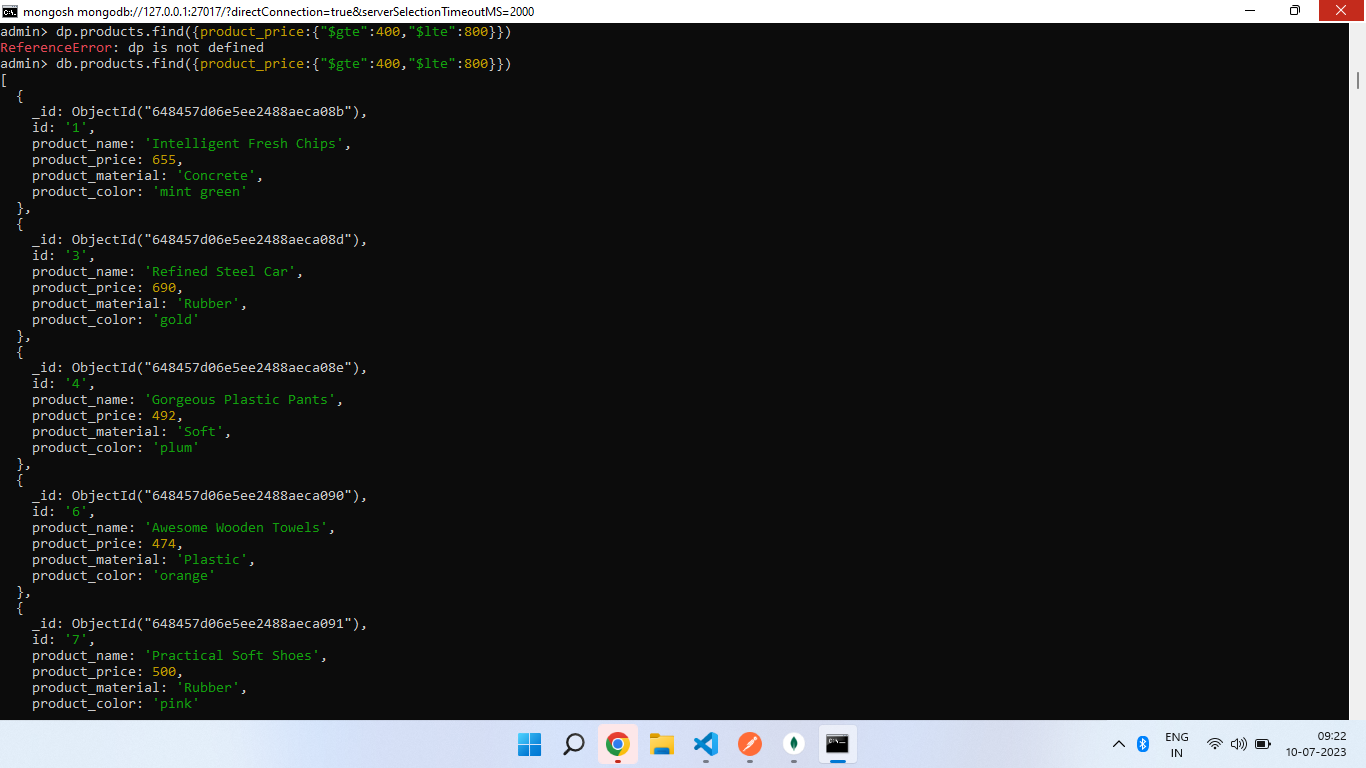 mongosh mongodb://127.0.0.1:27017/?directConnection=true&serverSelectionTimeoutMS=2000
admin> dp.products.find({product_price:{"$gte":400,"$lte":800}})
ReferenceError: dp is not defined
admin> db.products.find({product_price:{"$gte":400,"$lte":800}})
[
  {
    _id: ObjectId("648457d06e5ee2488aeca08b"),
    id: '1',
    product_name: 'Intelligent Fresh Chips',
    product_price: 655,
    product_material: 'Concrete',
    product_color: 'mint green'
  },
  {
    _id: ObjectId("648457d06e5ee2488aeca08d"),
    id: '3',
    product_name: 'Refined Steel Car',
    product_price: 690,
    product_material: 'Rubber',
    product_color: 'gold'
  },
  {
    _id: ObjectId("648457d06e5ee2488aeca08e"),
    id: '4',
    product_name: 'Gorgeous Plastic Pants',
    product_price: 492,
    product_material: 'Soft',
    product_color: 'plum'
  },
  {
    _id: ObjectId("648457d06e5ee2488aeca090"),
    id: '6',
    product_name: 'Awesome Wooden Towels',
    product_price: 474,
    product_material: 'Plastic',
    product_color: 'orange'
  },
  {
    _id: ObjectId("648457d06e5ee2488aeca091"),
    id: '7',
    product_name: 'Practical Soft Shoes',
    product_price: 500,
    product_material: 'Rubber',
    product_color: 'pink'
ENG
IN
09:22
10-07-2023